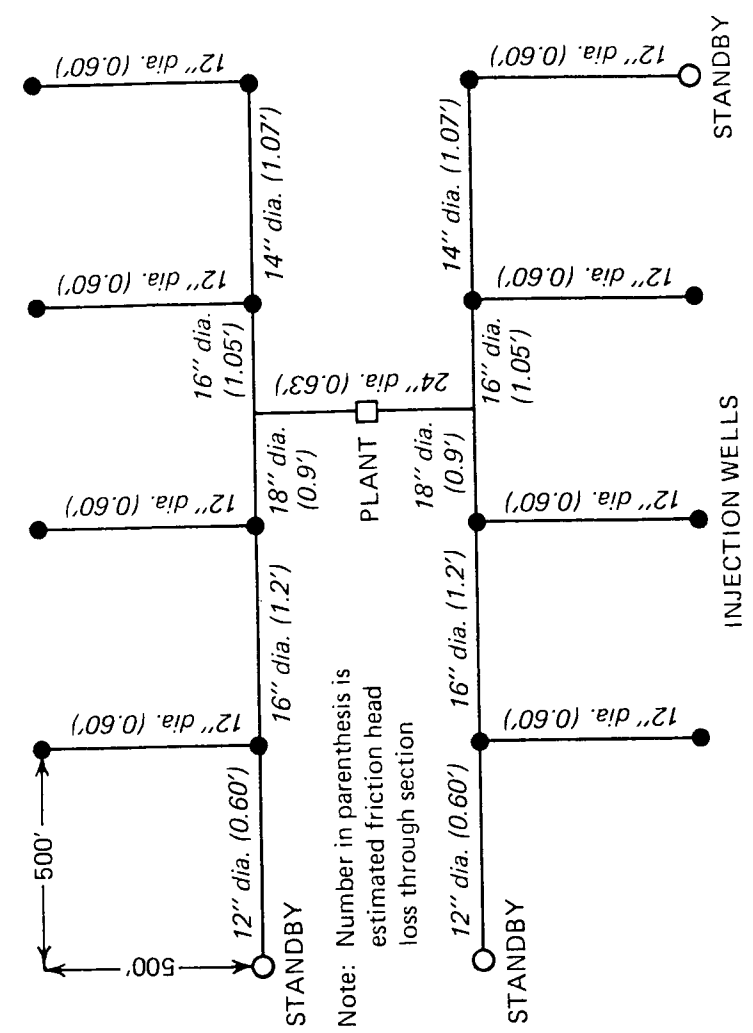 500'
500'
12" dia. (0.60')
12" dia. (0.60')
12" dia. (0.60')
12" dia. (0.60')
12" dia. (0.60')
16" dia. (1.2')
18" dia.
(0.9')
16" dia.
(1.05')
14" dia. (1.07')
STANDBY
Note: Number in parenthesis is
estimated friction head
loss through section
PLANT
24" dia. (0.63')
12" dia. (0.60')
16" dia. (1.2')
18" dia.
(0.9')
16" dia.
(1.05')
14" dia. (1.07')
STANDBY
12" dia. (0.60')
12" dia. (0.60')
12" dia. (0.60')
12" dia. (0.60')
STANDBY
INJECTION WELLS